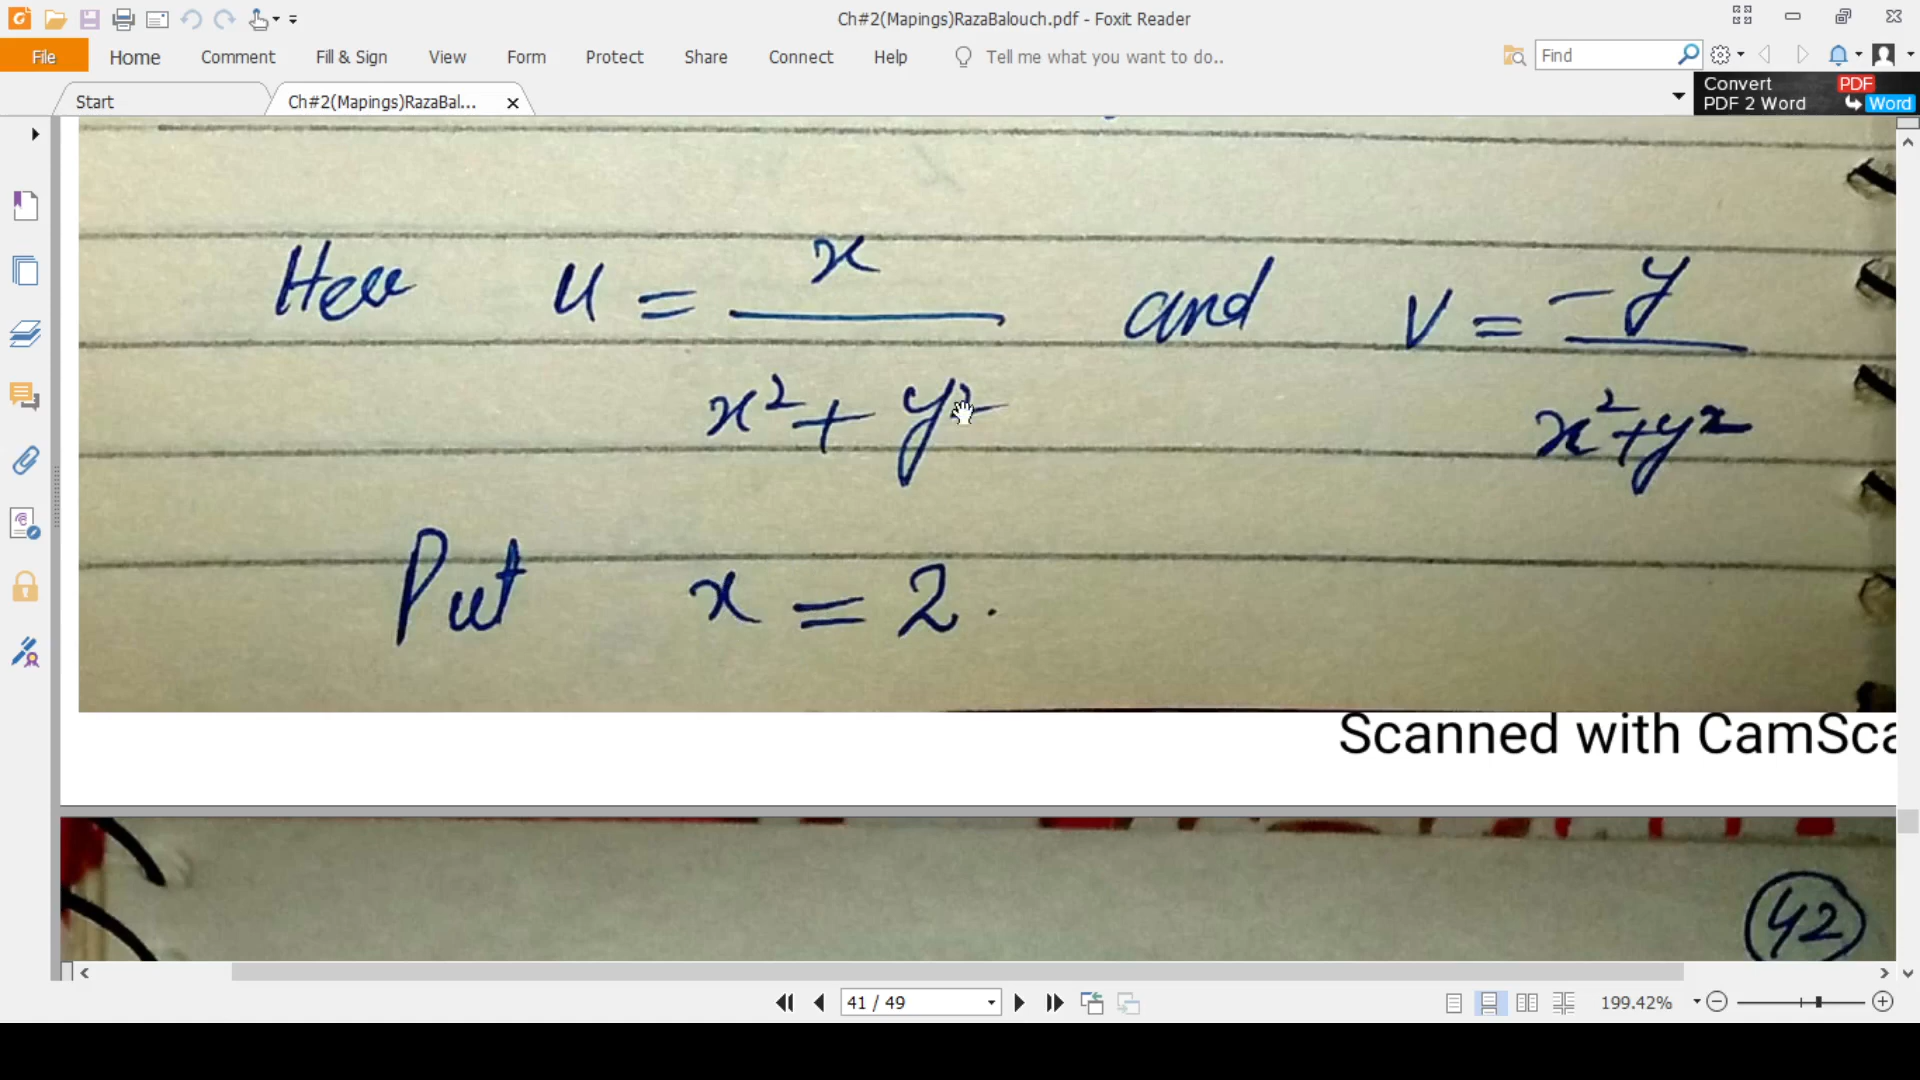 Ch#2(Mapings)RazaBalouch.pdf - Foxit Reader
File Home Comment Fill & Sign View Form Protect Share Connect Help Tell me what you want to do.. Find
Start Ch#2(Mapings)RazaBal...
Convert PDF
PDF 2 Word Word
Here u = x / x²+ y² and v = -y / x²+y²
Put x = 2.
Scanned with CamSca
42
41 / 49 199.42%